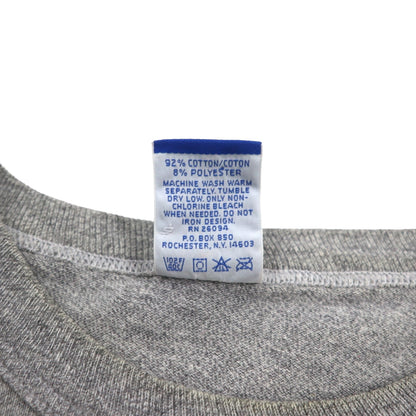 92% COTTON/COTON
8% POLYESTER
MACHINE WASH WARM
SEPARATELY. TUMBLE
DRY LOW. ONLY NON-
CHLORINE BLEACH
WHEN NEEDED. DO NOT
IRON DESIGN.
RN 26094
P.O. BOX 850
ROCHESTER, N.Y. 14603
102F